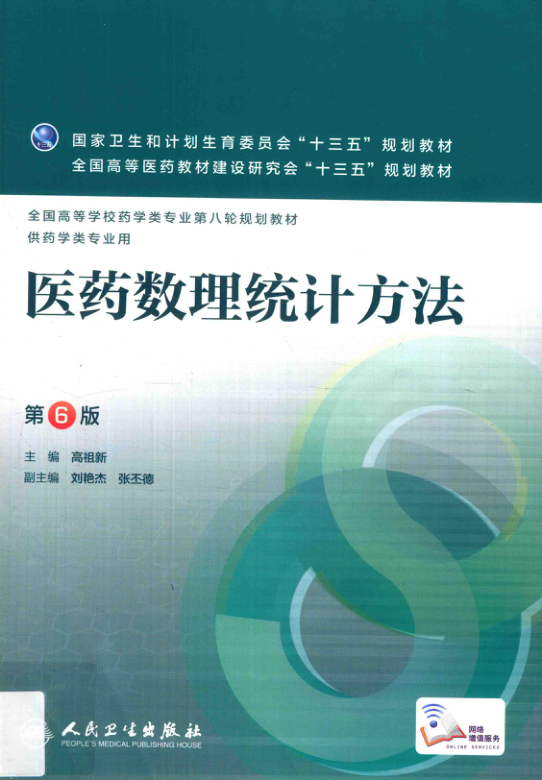 十三五
国家卫生和计划生育委员会“十三五”规划教材
全国高等医药教材建设研究会“十三五”规划教材
全国高等学校药学类专业第八轮规划教材
供药学类专业用
医药数理统计方法
第6版
主 编 高祖新
副主编 刘艳杰 张丕德
人民卫生出版社
PEOPLE'S MEDICAL PUBLISHING HOUSE
网络
增值服务
ONLINE SERVICES